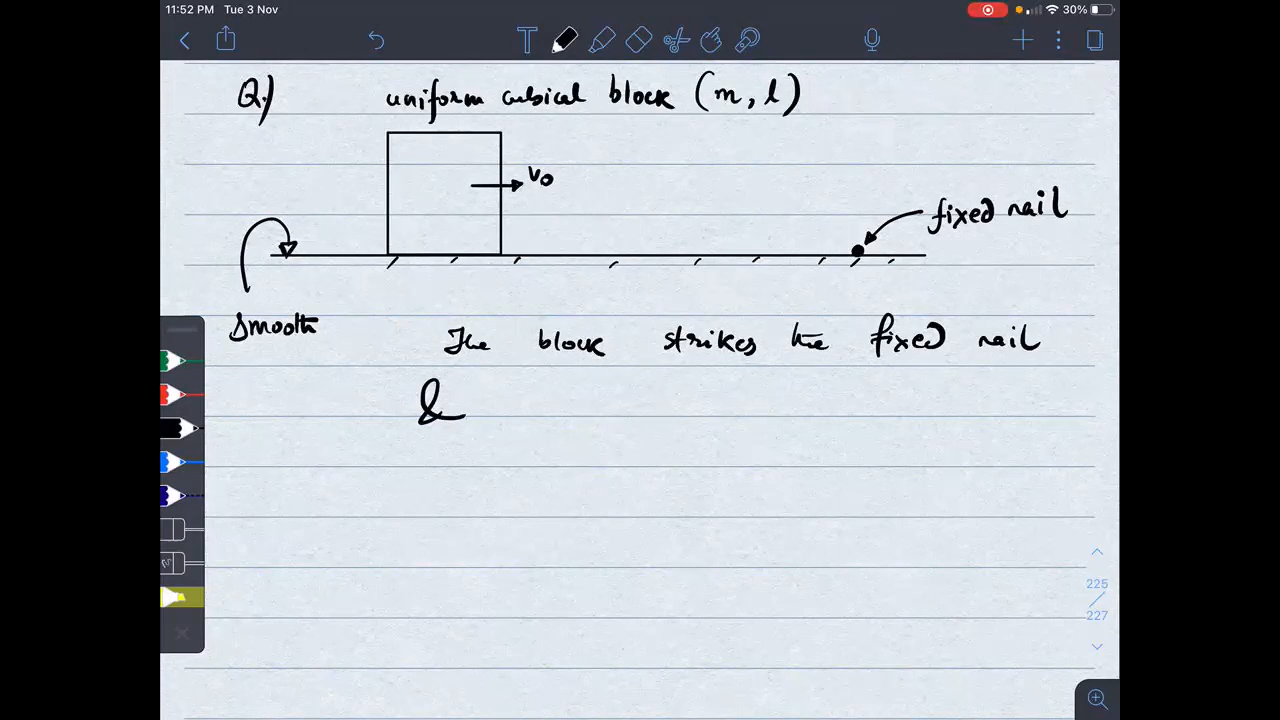 11:52 PM Tue 3 Nov
30%
Q.) uniform cubical block (m, l)
v₀
fixed nail
smooth
The block strikes the fixed nail
&
225
227